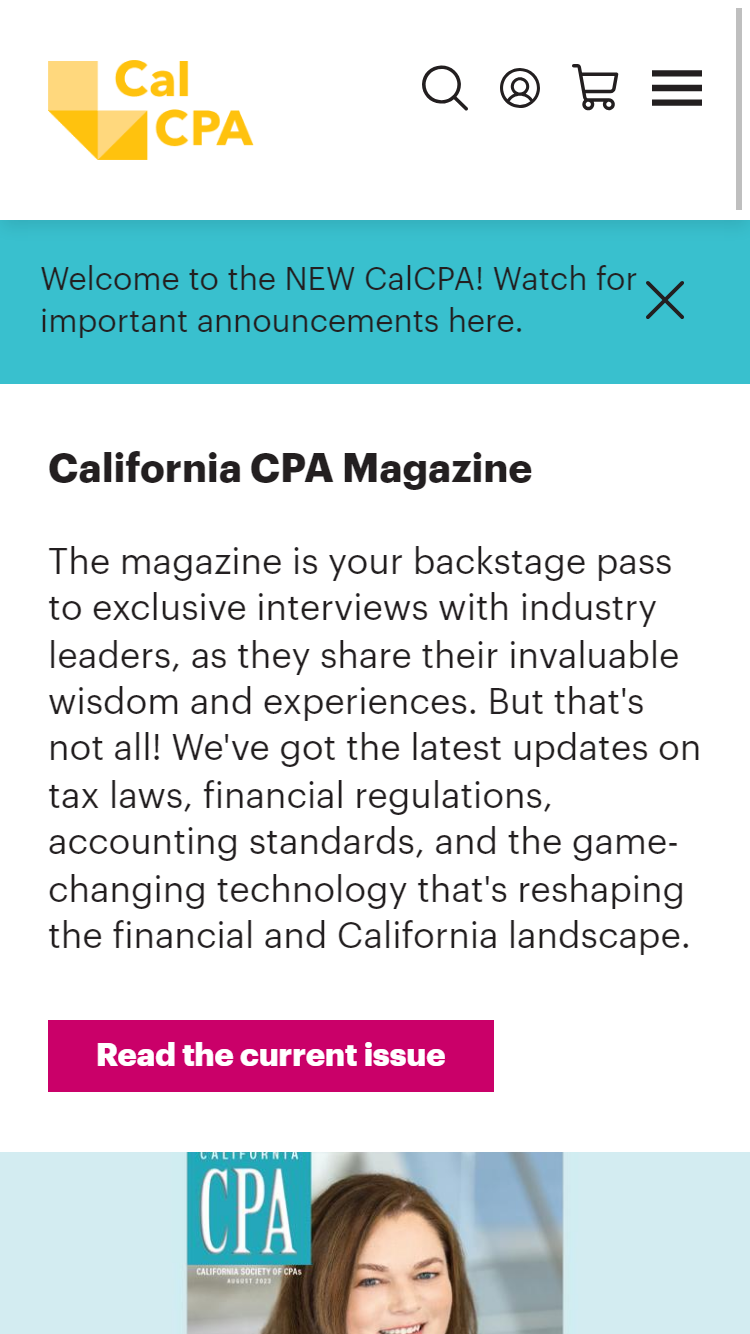 Cal
CPA
Welcome to the NEW CalCPA! Watch for
important announcements here.
California CPA Magazine
The magazine is your backstage pass
to exclusive interviews with industry
leaders, as they share their invaluable
wisdom and experiences. But that's
not all! We've got the latest updates on
tax laws, financial regulations,
accounting standards, and the game-
changing technology that's reshaping
the financial and California landscape.
Read the current issue
CALIFORNIA
CPA
CALIFORNIA SOCIETY OF CPAs
AUGUST 2023